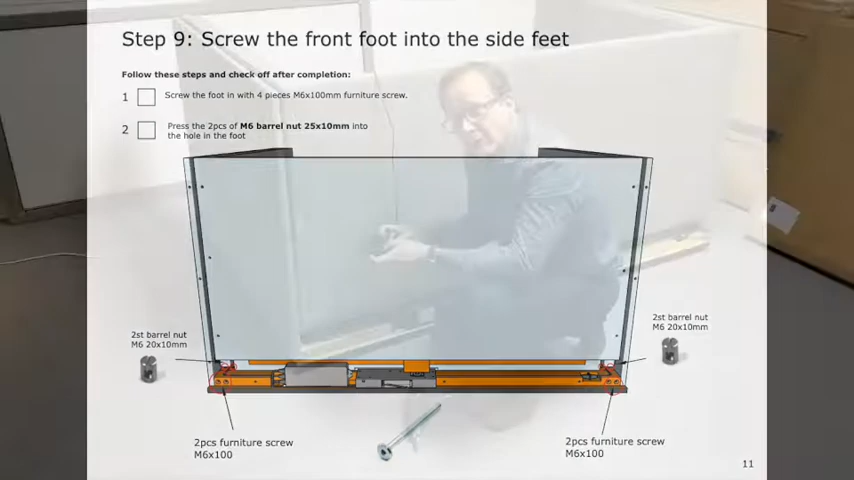 Step 9: Screw the front foot into the side feet
Follow these steps and check off after completion:
1 Screw the foot in with 4 pieces M6x100mm furniture screw.
2 Press the 2pcs of M6 barrel nut 25x10mm into
the hole in the foot
2st barrel nut
M6 20x10mm
2st barrel nut
M6 20x10mm
2pcs furniture screw
M6x100
2pcs furniture screw
M6x100
11